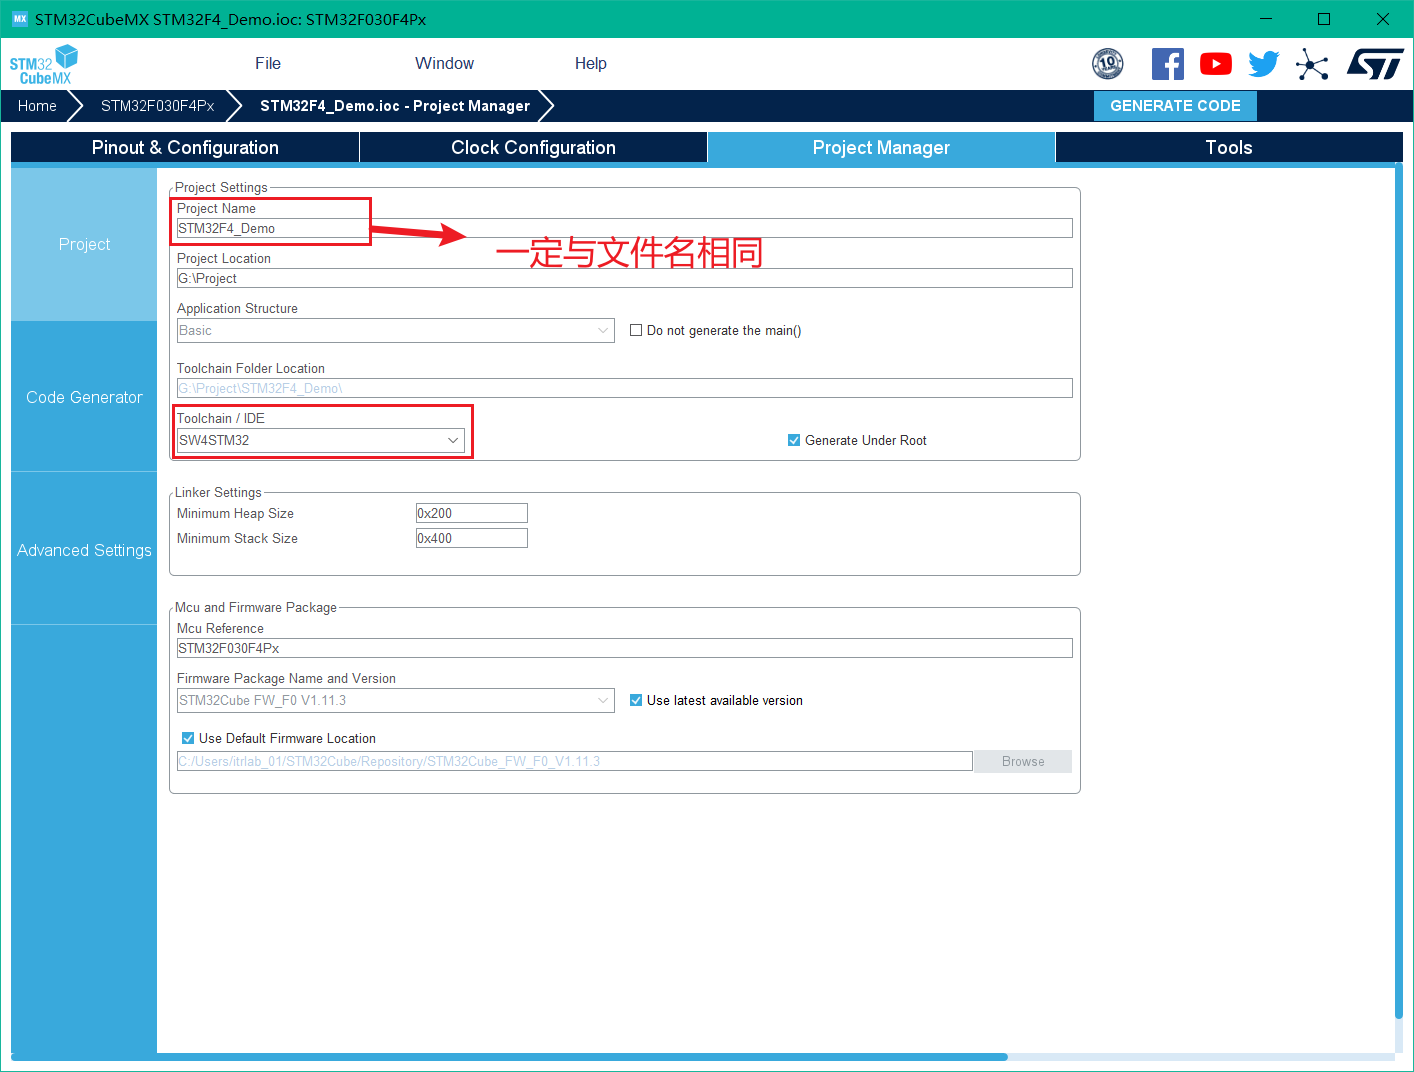 MX STM32CubeMX STM32F4_Demo.ioc: STM32F030F4Px
STM32 CubeMX
File Window Help
10 YEARS
Home STM32F030F4Px STM32F4_Demo.ioc - Project Manager GENERATE CODE
Pinout & Configuration Clock Configuration Project Manager Tools
Project
Code Generator
Advanced Settings
Project Settings
Project Name
STM32F4_Demo
一定与文件名相同
Project Location
G:\Project
Application Structure
Basic Do not generate the main()
Toolchain Folder Location
G:\Project\STM32F4_Demo\
Toolchain / IDE
SW4STM32 Generate Under Root
Linker Settings
Minimum Heap Size 0x200
Minimum Stack Size 0x400
Mcu and Firmware Package
Mcu Reference
STM32F030F4Px
Firmware Package Name and Version
STM32Cube FW_F0 V1.11.3 Use latest available version
Use Default Firmware Location
C:/Users/itrlab_01/STM32Cube/Repository/STM32Cube_FW_F0_V1.11.3 Browse